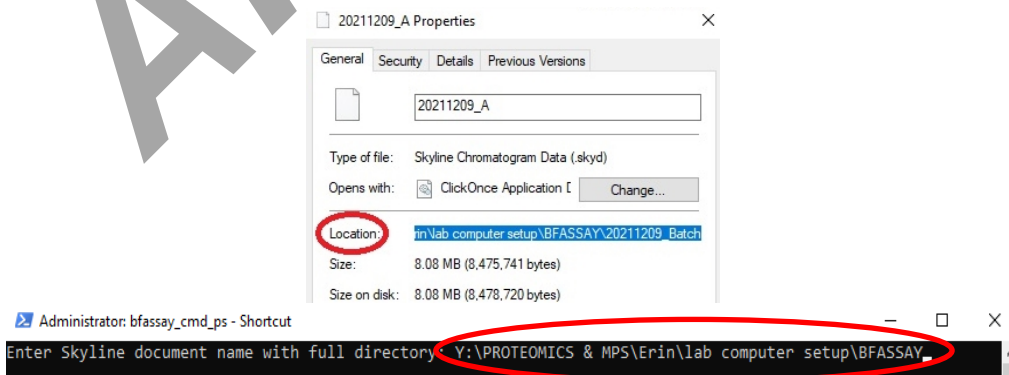 20211209_A Properties
General Security Details Previous Versions
20211209_A
Type of file: Skyline Chromatogram Data (.skyd)
Opens with: ClickOnce Application Change...
Location: rin\lab computer setup\BFASSAY\20211209_Batch
Size: 8.08 MB (8,475,741 bytes)
Size on disk: 8.08 MB (8,478,720 bytes)
Administrator: bfassay_cmd_ps - Shortcut
Enter Skyline document name with full directory: Y:\PROTEOMICS & MPS\Erin\lab computer setup\BFASSAY